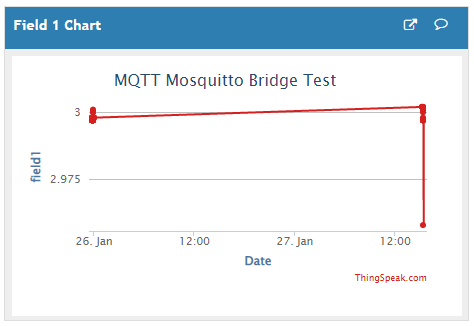 Field 1 Chart
MQTT Mosquitto Bridge Test
3
2.975
field1
26. Jan 12:00 27. Jan 12:00
Date
ThingSpeak.com